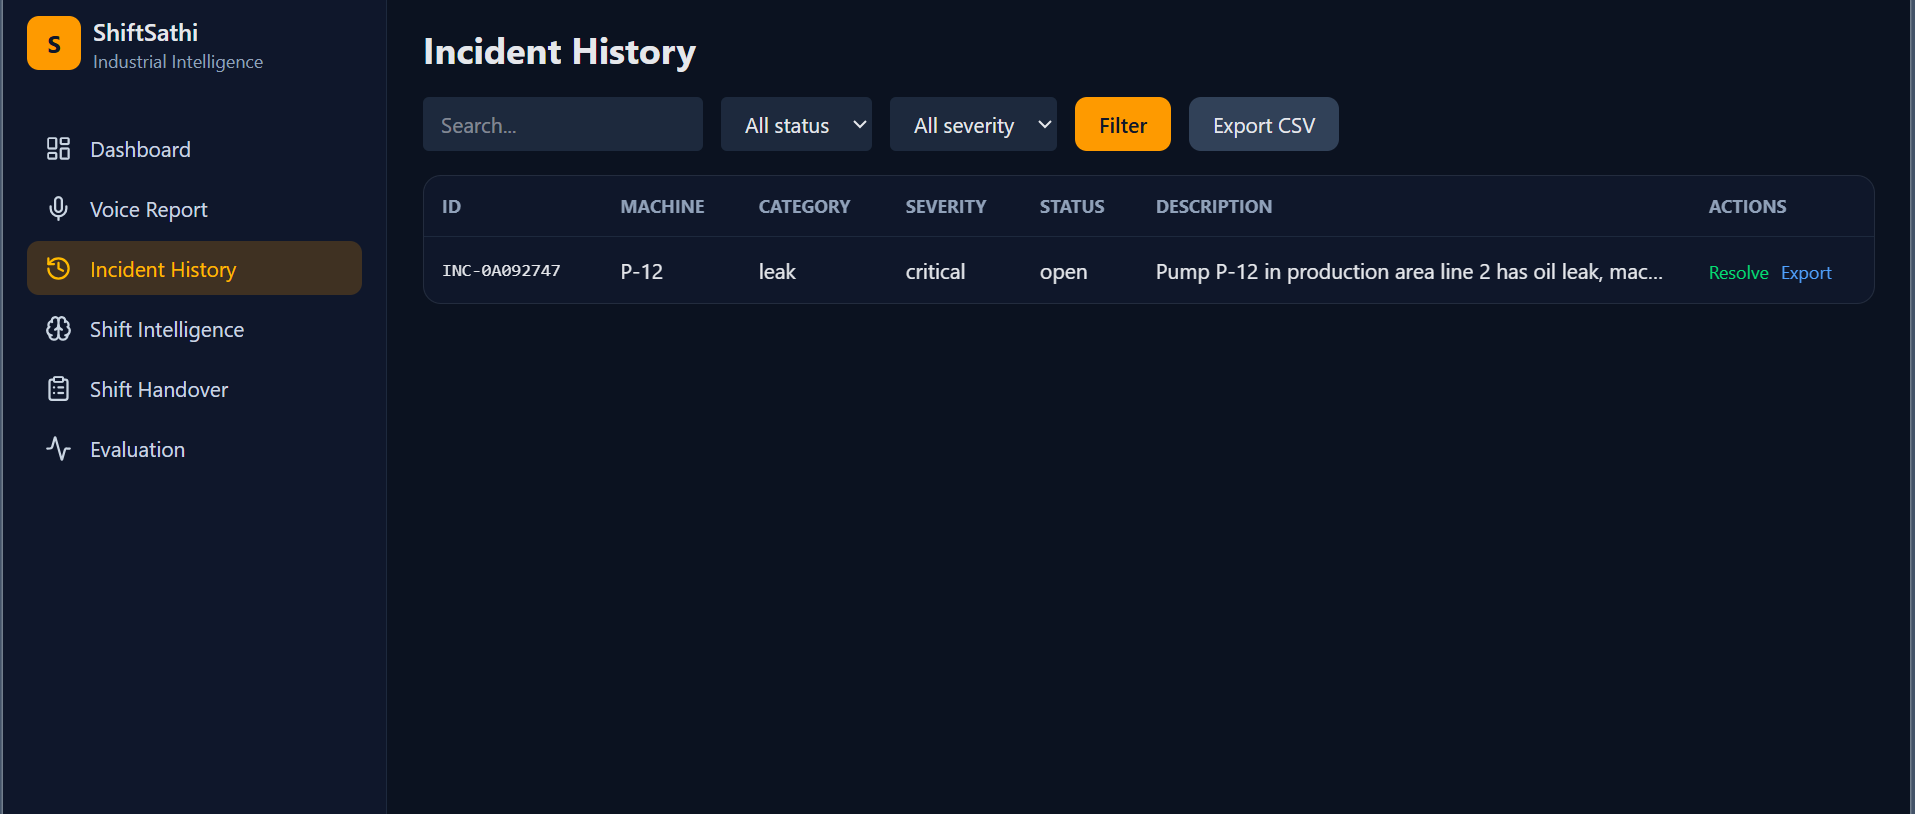 S
ShiftSathi
Industrial Intelligence
Dashboard
Voice Report
Incident History
Shift Intelligence
Shift Handover
Evaluation
Incident History
Search... All status All severity Filter Export CSV
ID MACHINE CATEGORY SEVERITY STATUS DESCRIPTION ACTIONS
INC-0A092747 P-12 leak critical open Pump P-12 in production area line 2 has oil leak, mac... Resolve Export